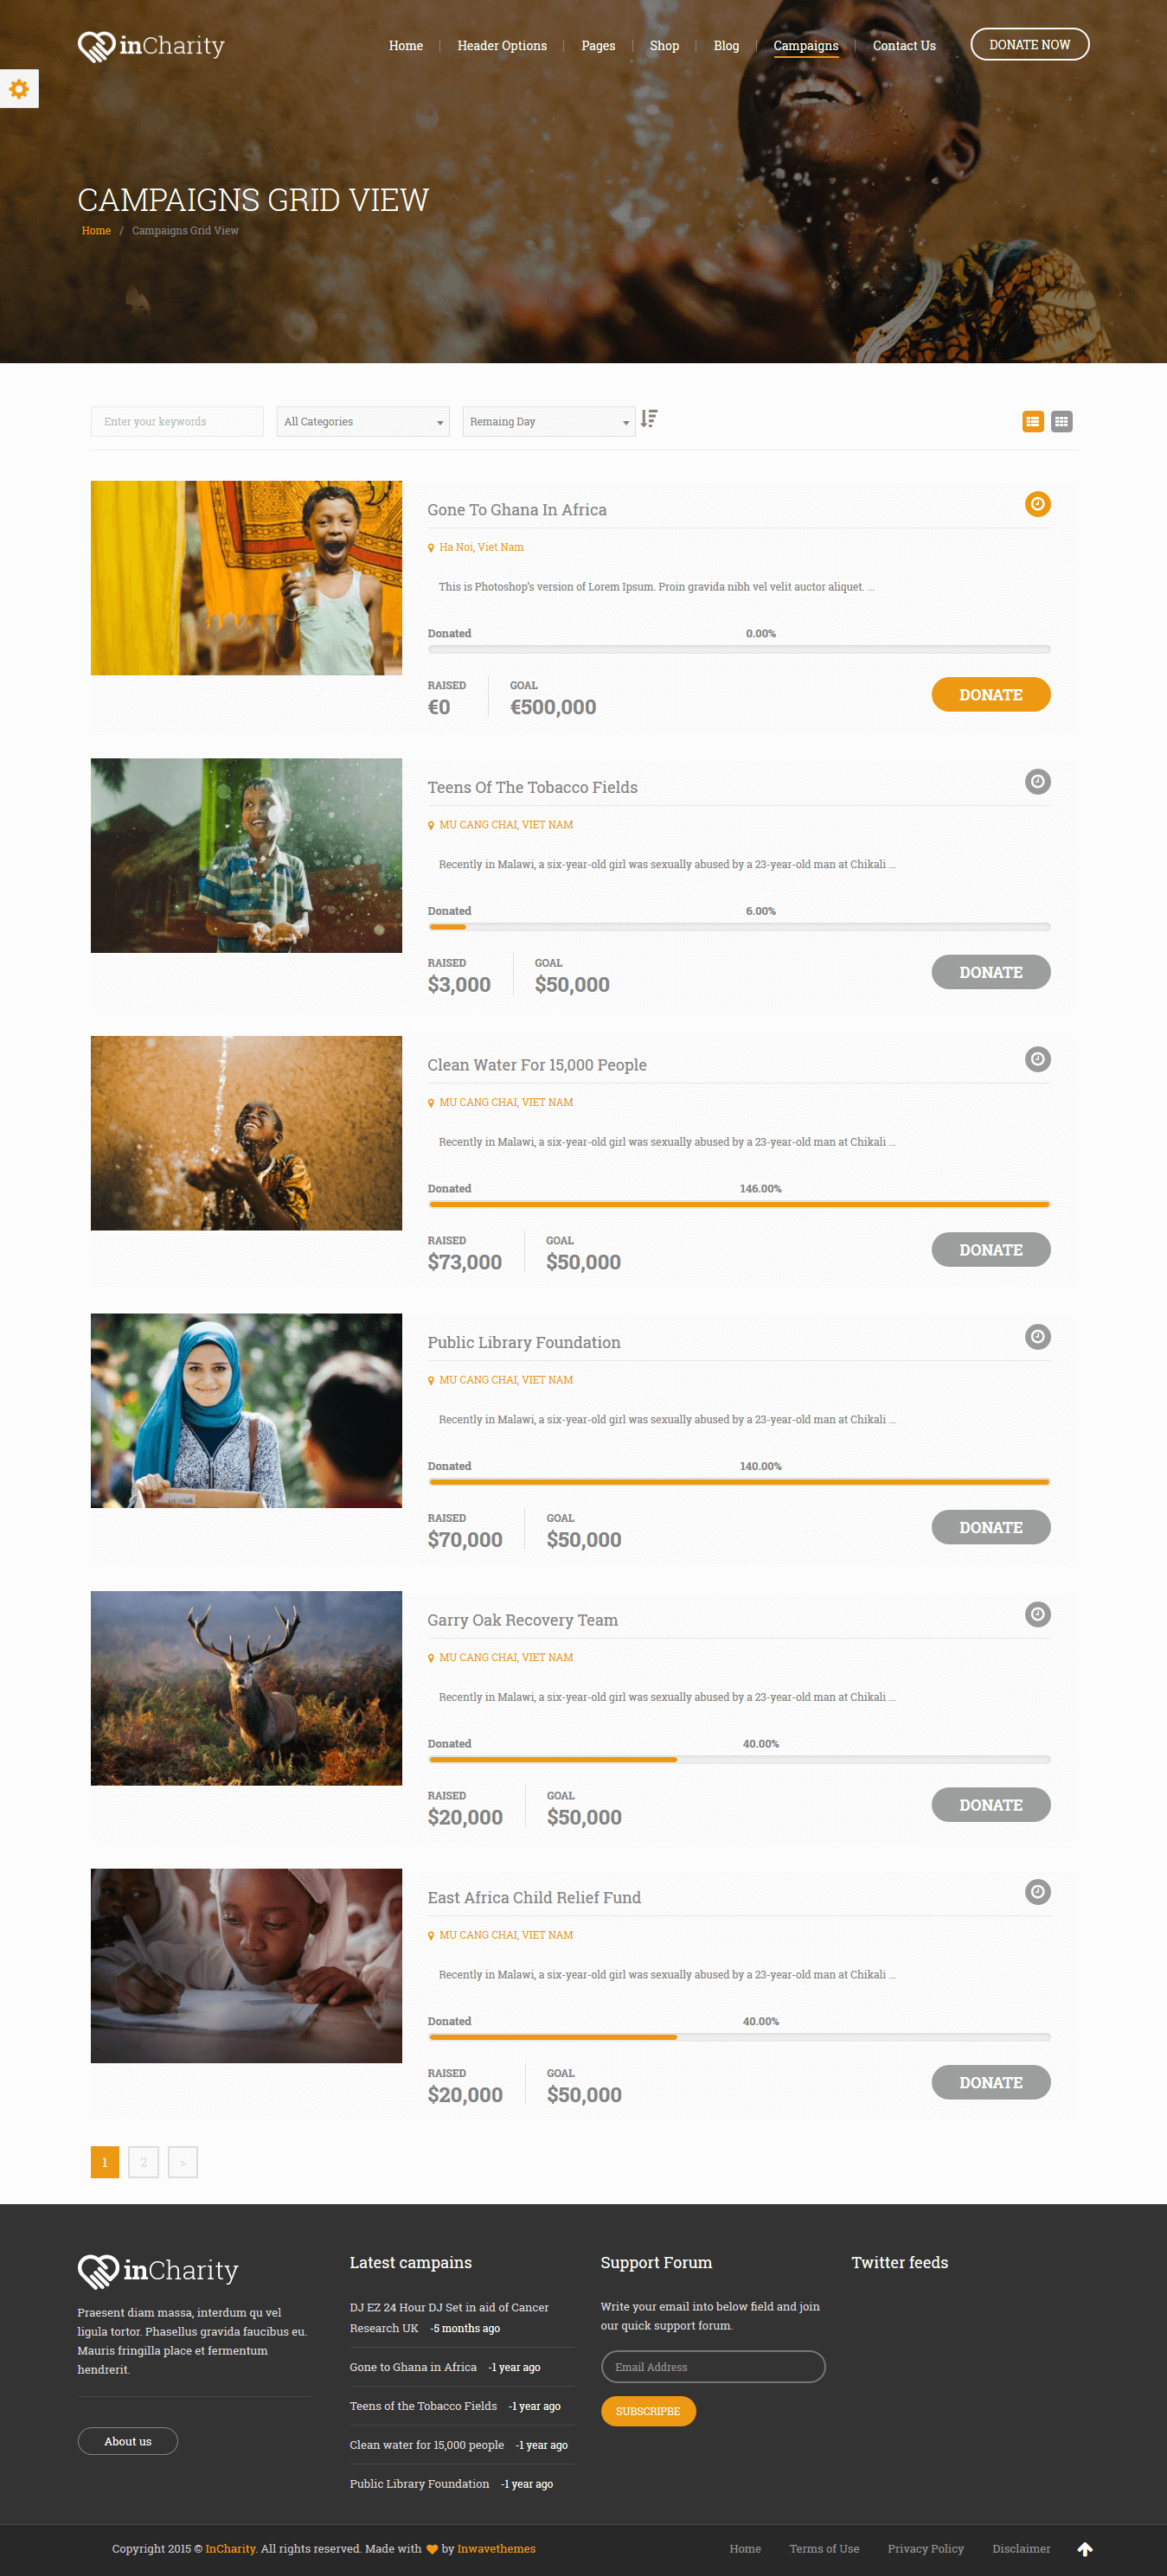 inCharity
Home
Header Options
Pages
Shop
Blog
Campaigns
Contact Us
DONATE NOW
CAMPAIGNS GRID VIEW
Home / Campaigns Grid View
Enter your keywords
All Categories
Remaing Day
Gone To Ghana In Africa
Ha Noi, Viet Nam
This is Photoshop's version of Lorem Ipsum. Proin gravida nibh vel velit auctor aliquet. ...
Donated 0.00%
RAISED GOAL
€0 €500,000
DONATE
Teens Of The Tobacco Fields
MU CANG CHAI, VIET NAM
Recently in Malawi, a six-year-old girl was sexually abused by a 23-year-old man at Chikali ...
Donated 6.00%
RAISED GOAL
$3,000 $50,000
DONATE
Clean Water For 15,000 People
MU CANG CHAI, VIET NAM
Recently in Malawi, a six-year-old girl was sexually abused by a 23-year-old man at Chikali ...
Donated 146.00%
RAISED GOAL
$73,000 $50,000
DONATE
Public Library Foundation
MU CANG CHAI, VIET NAM
Recently in Malawi, a six-year-old girl was sexually abused by a 23-year-old man at Chikali ...
Donated 140.00%
RAISED GOAL
$70,000 $50,000
DONATE
Garry Oak Recovery Team
MU CANG CHAI, VIET NAM
Recently in Malawi, a six-year-old girl was sexually abused by a 23-year-old man at Chikali ...
Donated 40.00%
RAISED GOAL
$20,000 $50,000
DONATE
East Africa Child Relief Fund
MU CANG CHAI, VIET NAM
Recently in Malawi, a six-year-old girl was sexually abused by a 23-year-old man at Chikali ...
Donated 40.00%
RAISED GOAL
$20,000 $50,000
DONATE
1 2 >
inCharity
Praesent diam massa, interdum qu vel
ligula tortor. Phasellus gravida faucibus eu.
Mauris fringilla place et fermentum
hendrerit.
About us
Latest campains
DJ EZ 24 Hour DJ Set in aid of Cancer
Research UK -5 months ago
Gone to Ghana in Africa -1 year ago
Teens of the Tobacco Fields -1 year ago
Clean water for 15,000 people -1 year ago
Public Library Foundation -1 year ago
Support Forum
Write your email into below field and join
our quick support forum.
Email Address
SUBSCRIPBE
Twitter feeds
Copyright 2015 © InCharity. All rights reserved. Made with by Inwavethemes
Home
Terms of Use
Privacy Policy
Disclaimer